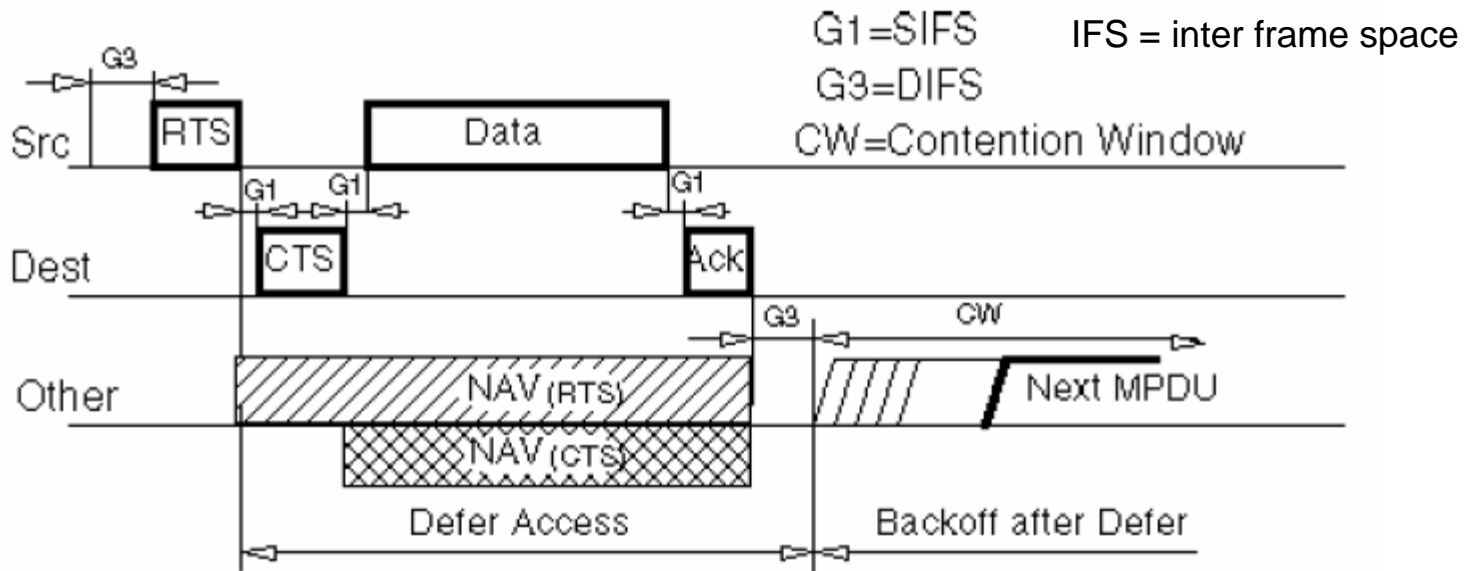 G1=SIFS
IFS = inter frame space
G3
G3=DIFS
Src
RTS
Data
CW=Contention Window
G1
G1
G1
Dest
CTS
Ack
G3
CW
Other
NAV (RTS)
Next MPDU
NAV (CTS)
Defer Access
Backoff after Defer